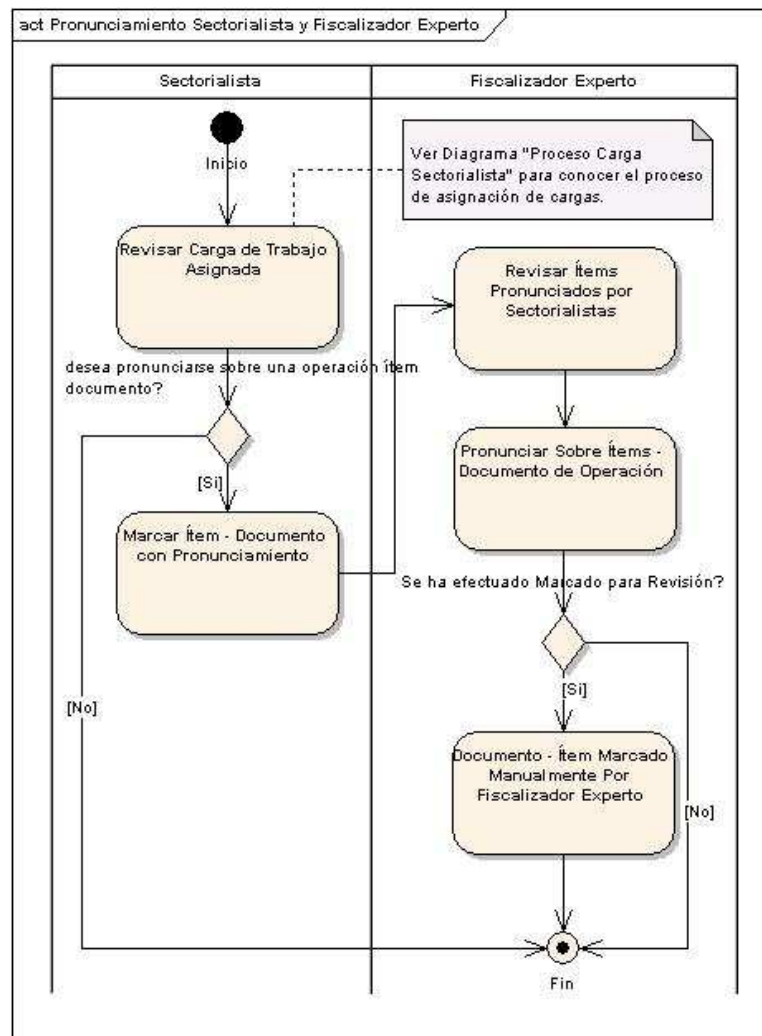 act Pronunciamiento Sectorialista y Fiscalizador Experto
Sectorialista
Fiscalizador Experto
Inicio
Ver Diagrama "Proceso Carga
Sectorialista" para conocer el proceso
de asignación de cargas.
Revisar Carga de Trabajo
Asignada
Revisar Ítems
Pronunciados por
Sectorialistas
desea pronunciarse sobre una operación ítem
documento?
[Si]
Marcar Ítem - Documento
con Pronunciamiento
Pronunciar Sobre Ítems -
Documento de Operación
Se ha efectuado Marcado para Revisión?
[No]
[Si]
Documento - Ítem Marcado
Manualmente Por
Fiscalizador Experto
[No]
Fin